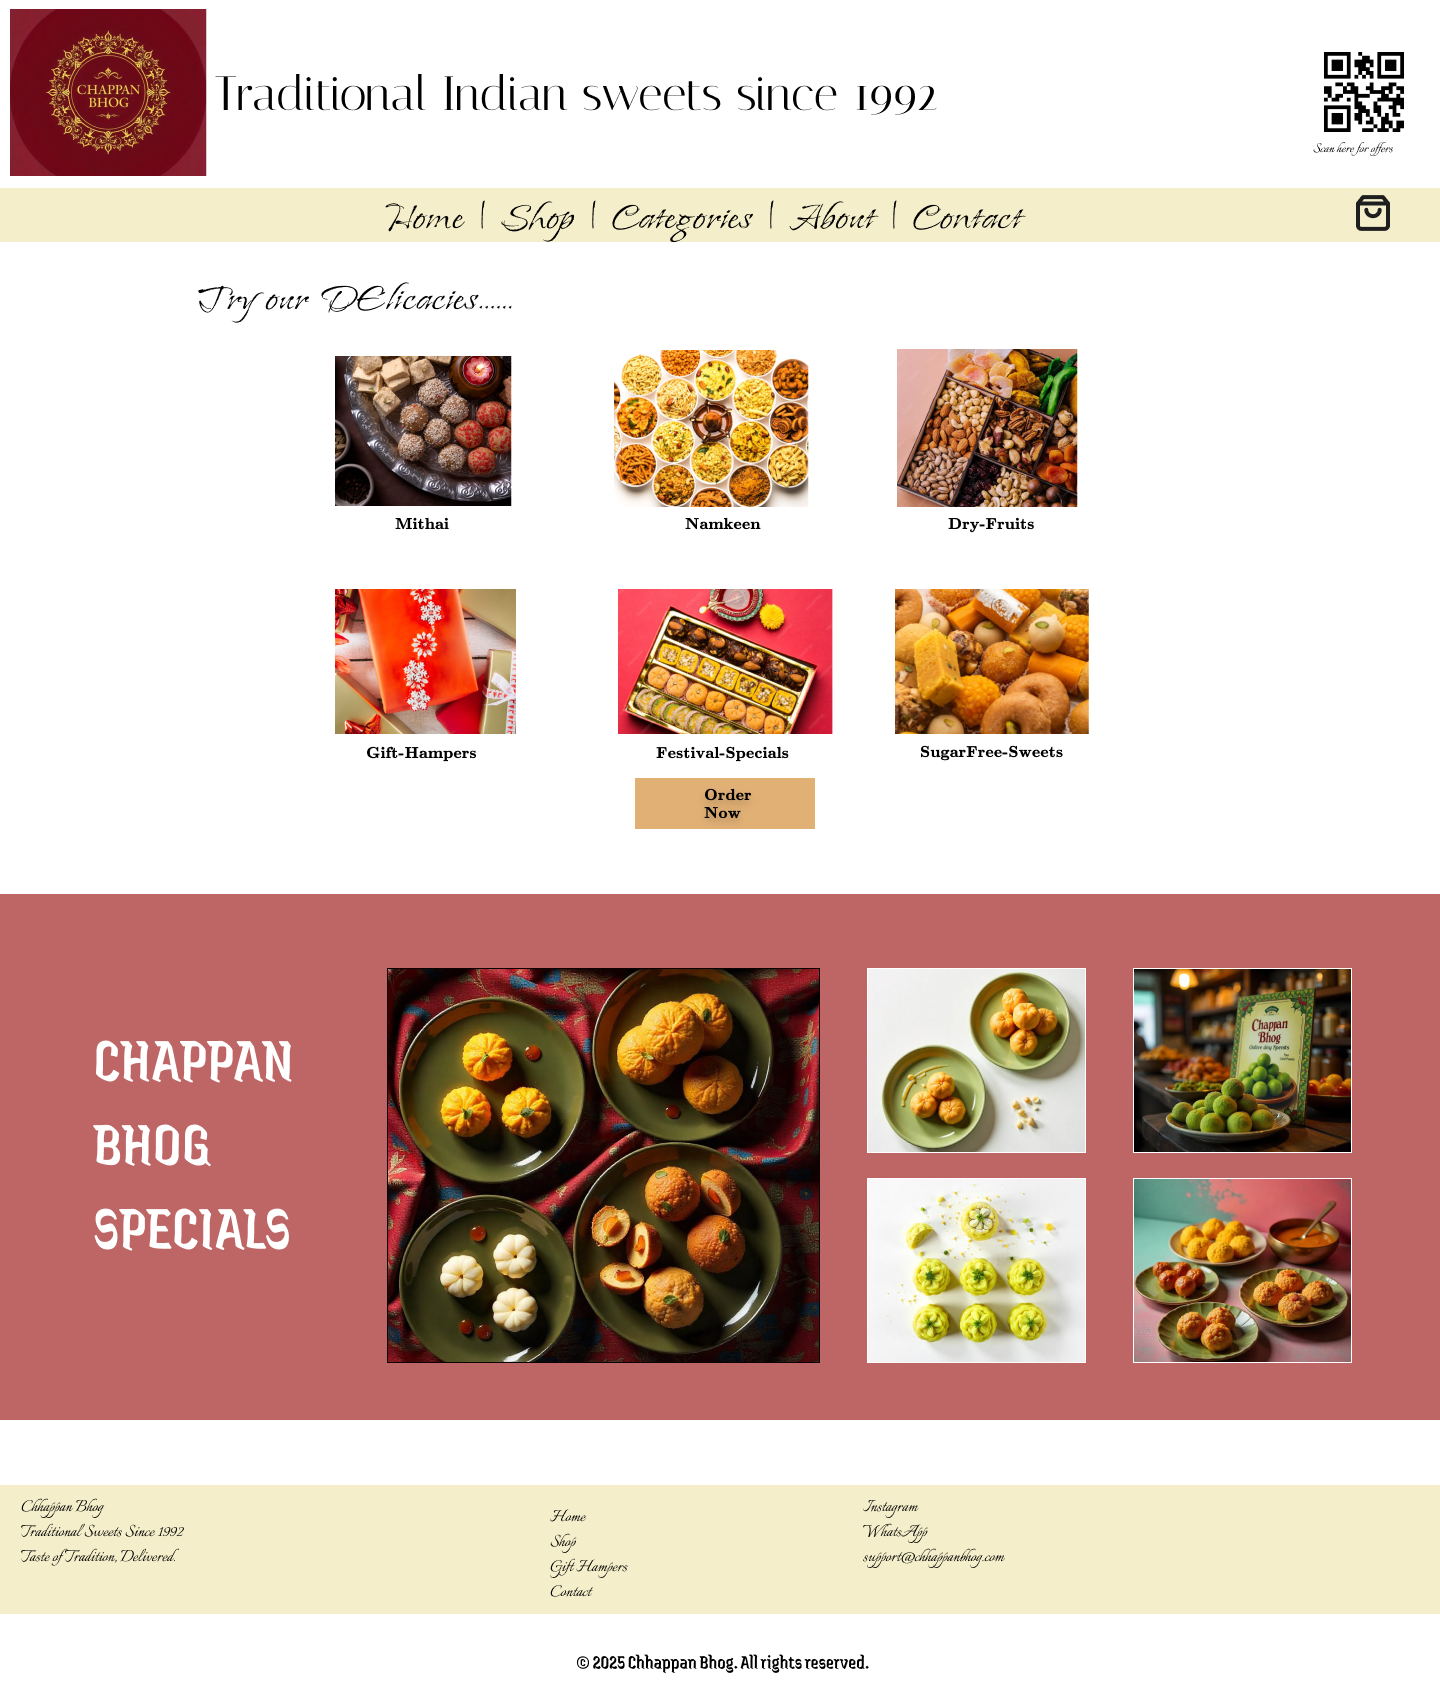 CHAPPAN
BHOG
Traditional Indian sweets since 1992
Scan here for offers
Home | Shop | Categories | About | Contact
Try our DElicacies......
Mithai
Namkeen
Dry-Fruits
Gift-Hampers
Festival-Specials
SugarFree-Sweets
Order
Now
CHAPPAN
BHOG
SPECIALS
Chappan
Bhog
Chhappan Bhog
Traditional Sweets Since 1992
Taste of Tradition, Delivered.
Home
Shop
Gift Hampers
Contact
Instagram
WhatsApp
support@chhappanbhog.com
© 2025 Chhappan Bhog. All rights reserved.